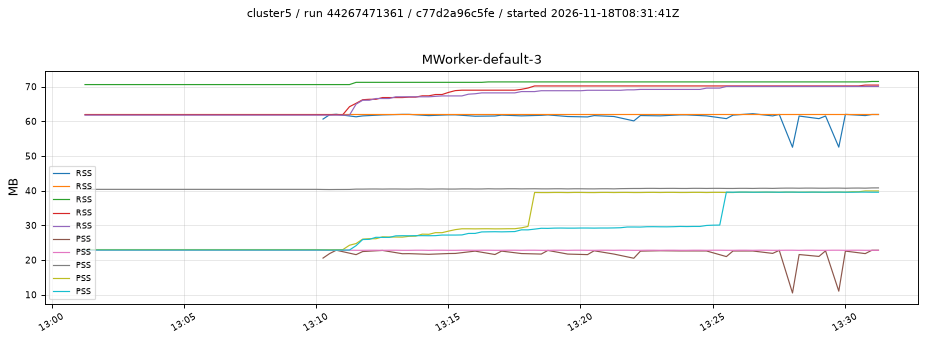 cluster5 / run 44267471361 / c77d2a96c5fe / started 2026-11-18T08:31:41Z
MWorker-default-3
MB
70
60
50
40
30
20
10
RSS
RSS
RSS
RSS
RSS
PSS
PSS
PSS
PSS
PSS
13:00
13:05
13:10
13:15
13:20
13:25
13:30